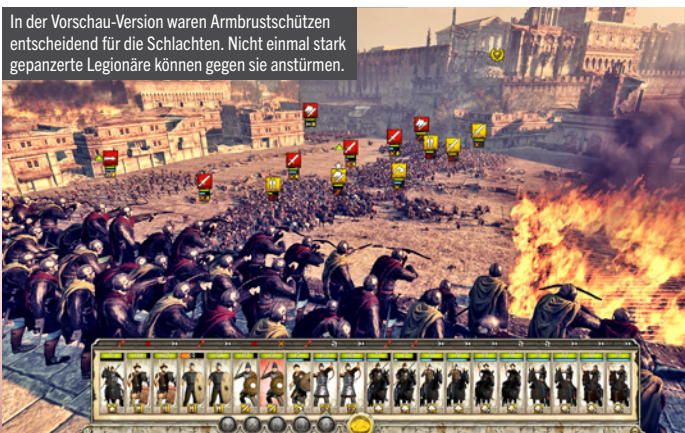 In der Vorschau-Version waren Armbrustschützen
entscheidend für die Schlachten. Nicht einmal stark
gepanzerte Legionäre können gegen sie anstürmen.